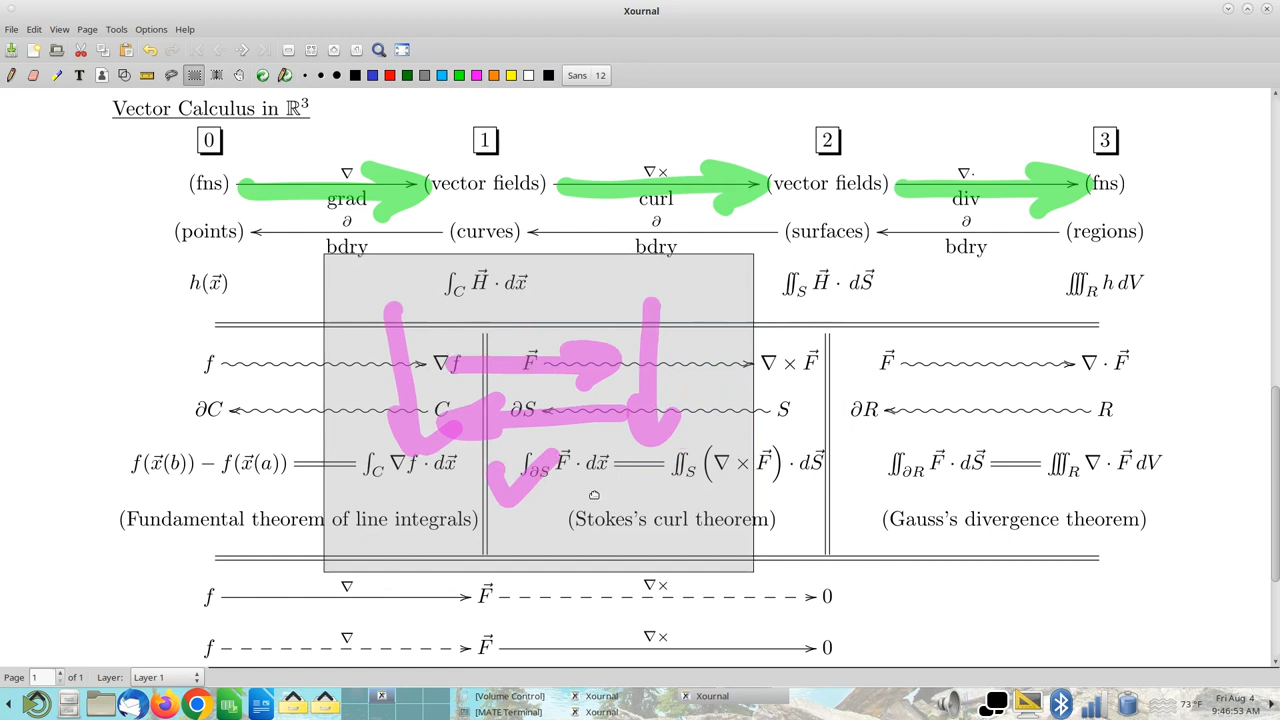 Xournal
File Edit View Page Tools Options Help
Sans 12
Vector Calculus in ℝ³
0 1 2 3
(fns) ∇ grad (vector fields) ∇× curl (vector fields) ∇· div (fns)
(points) ∂ bdry (curves) ∂ bdry (surfaces) ∂ bdry (regions)
h(x⃗) ∫_C H⃗ · dx⃗ ∬_S H⃗ · dS⃗ ∭_R h dV
f ∇f F⃗ ∇ × F⃗ F⃗ ∇ · F⃗
∂C C ∂S S ∂R R
f(x⃗(b)) − f(x⃗(a)) = ∫_C ∇f · dx⃗ ∫_∂S F⃗ · dx⃗ = ∬_S (∇ × F⃗) · dS⃗ ∬_∂R F⃗ · dS⃗ = ∭_R ∇ · F⃗ dV
(Fundamental theorem of line integrals) (Stokes's curl theorem) (Gauss's divergence theorem)
f ∇ F⃗ ∇× 0
f ∇ F⃗ ∇× 0
Page 1 of 1 Layer: Layer 1
[Volume Control] Xournal Xournal
[MATE Terminal] Xournal
73°F
Fri Aug 4
9:46:53 AM